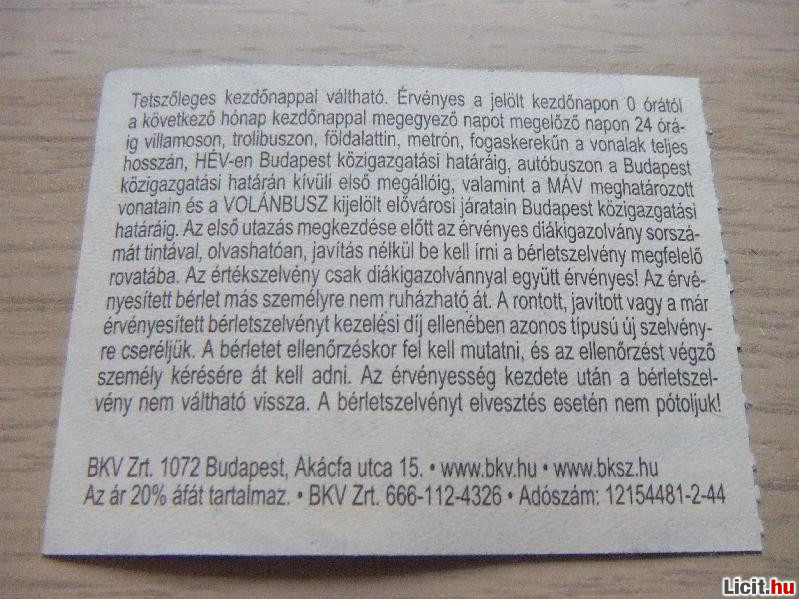 Tetszőleges kezdőnappal váltható. Érvényes a jelölt kezdőnapon 0 órától
a következő hónap kezdőnappal megegyező napot megelőző napon 24 órá-
ig villamoson, trolibuszon, földalattin, metrón, fogaskerekűn a vonalak teljes
hosszán, HÉV-en Budapest közigazgatási határáig, autóbuszon a Budapest
közigazgatási határán kívüli első megállóig, valamint a MÁV meghatározott
vonatain és a VOLÁNBUSZ kijelölt elővárosi járatain Budapest közigazgatási
határáig. Az első utazás megkezdése előtt az érvényes diákigazolvány sorszá-
mát tintával, olvashatóan, javítás nélkül be kell írni a bérletszelvény megfelelő
rovatába. Az értékszelvény csak diákigazolvánnyal együtt érvényes! Az érvé-
nyesített bérlet más személyre nem ruházható át. A rontott, javított vagy a már
érvényesített bérletszelvényt kezelési díj ellenében azonos típusú új szelvény-
re cseréljük. A bérletet ellenőrzéskor fel kell mutatni, és az ellenőrzést végző
személy kérésére át kell adni. Az érvényesség kezdete után a bérletszel-
vény nem váltható vissza. A bérletszelvényt elvesztés esetén nem pótoljuk!
BKV Zrt. 1072 Budapest, Akácfa utca 15. • www.bkv.hu • www.bksz.hu
Az ár 20% áfát tartalmaz. • BKV Zrt. 666-112-4326 • Adószám: 12154481-2-44
Licit.hu